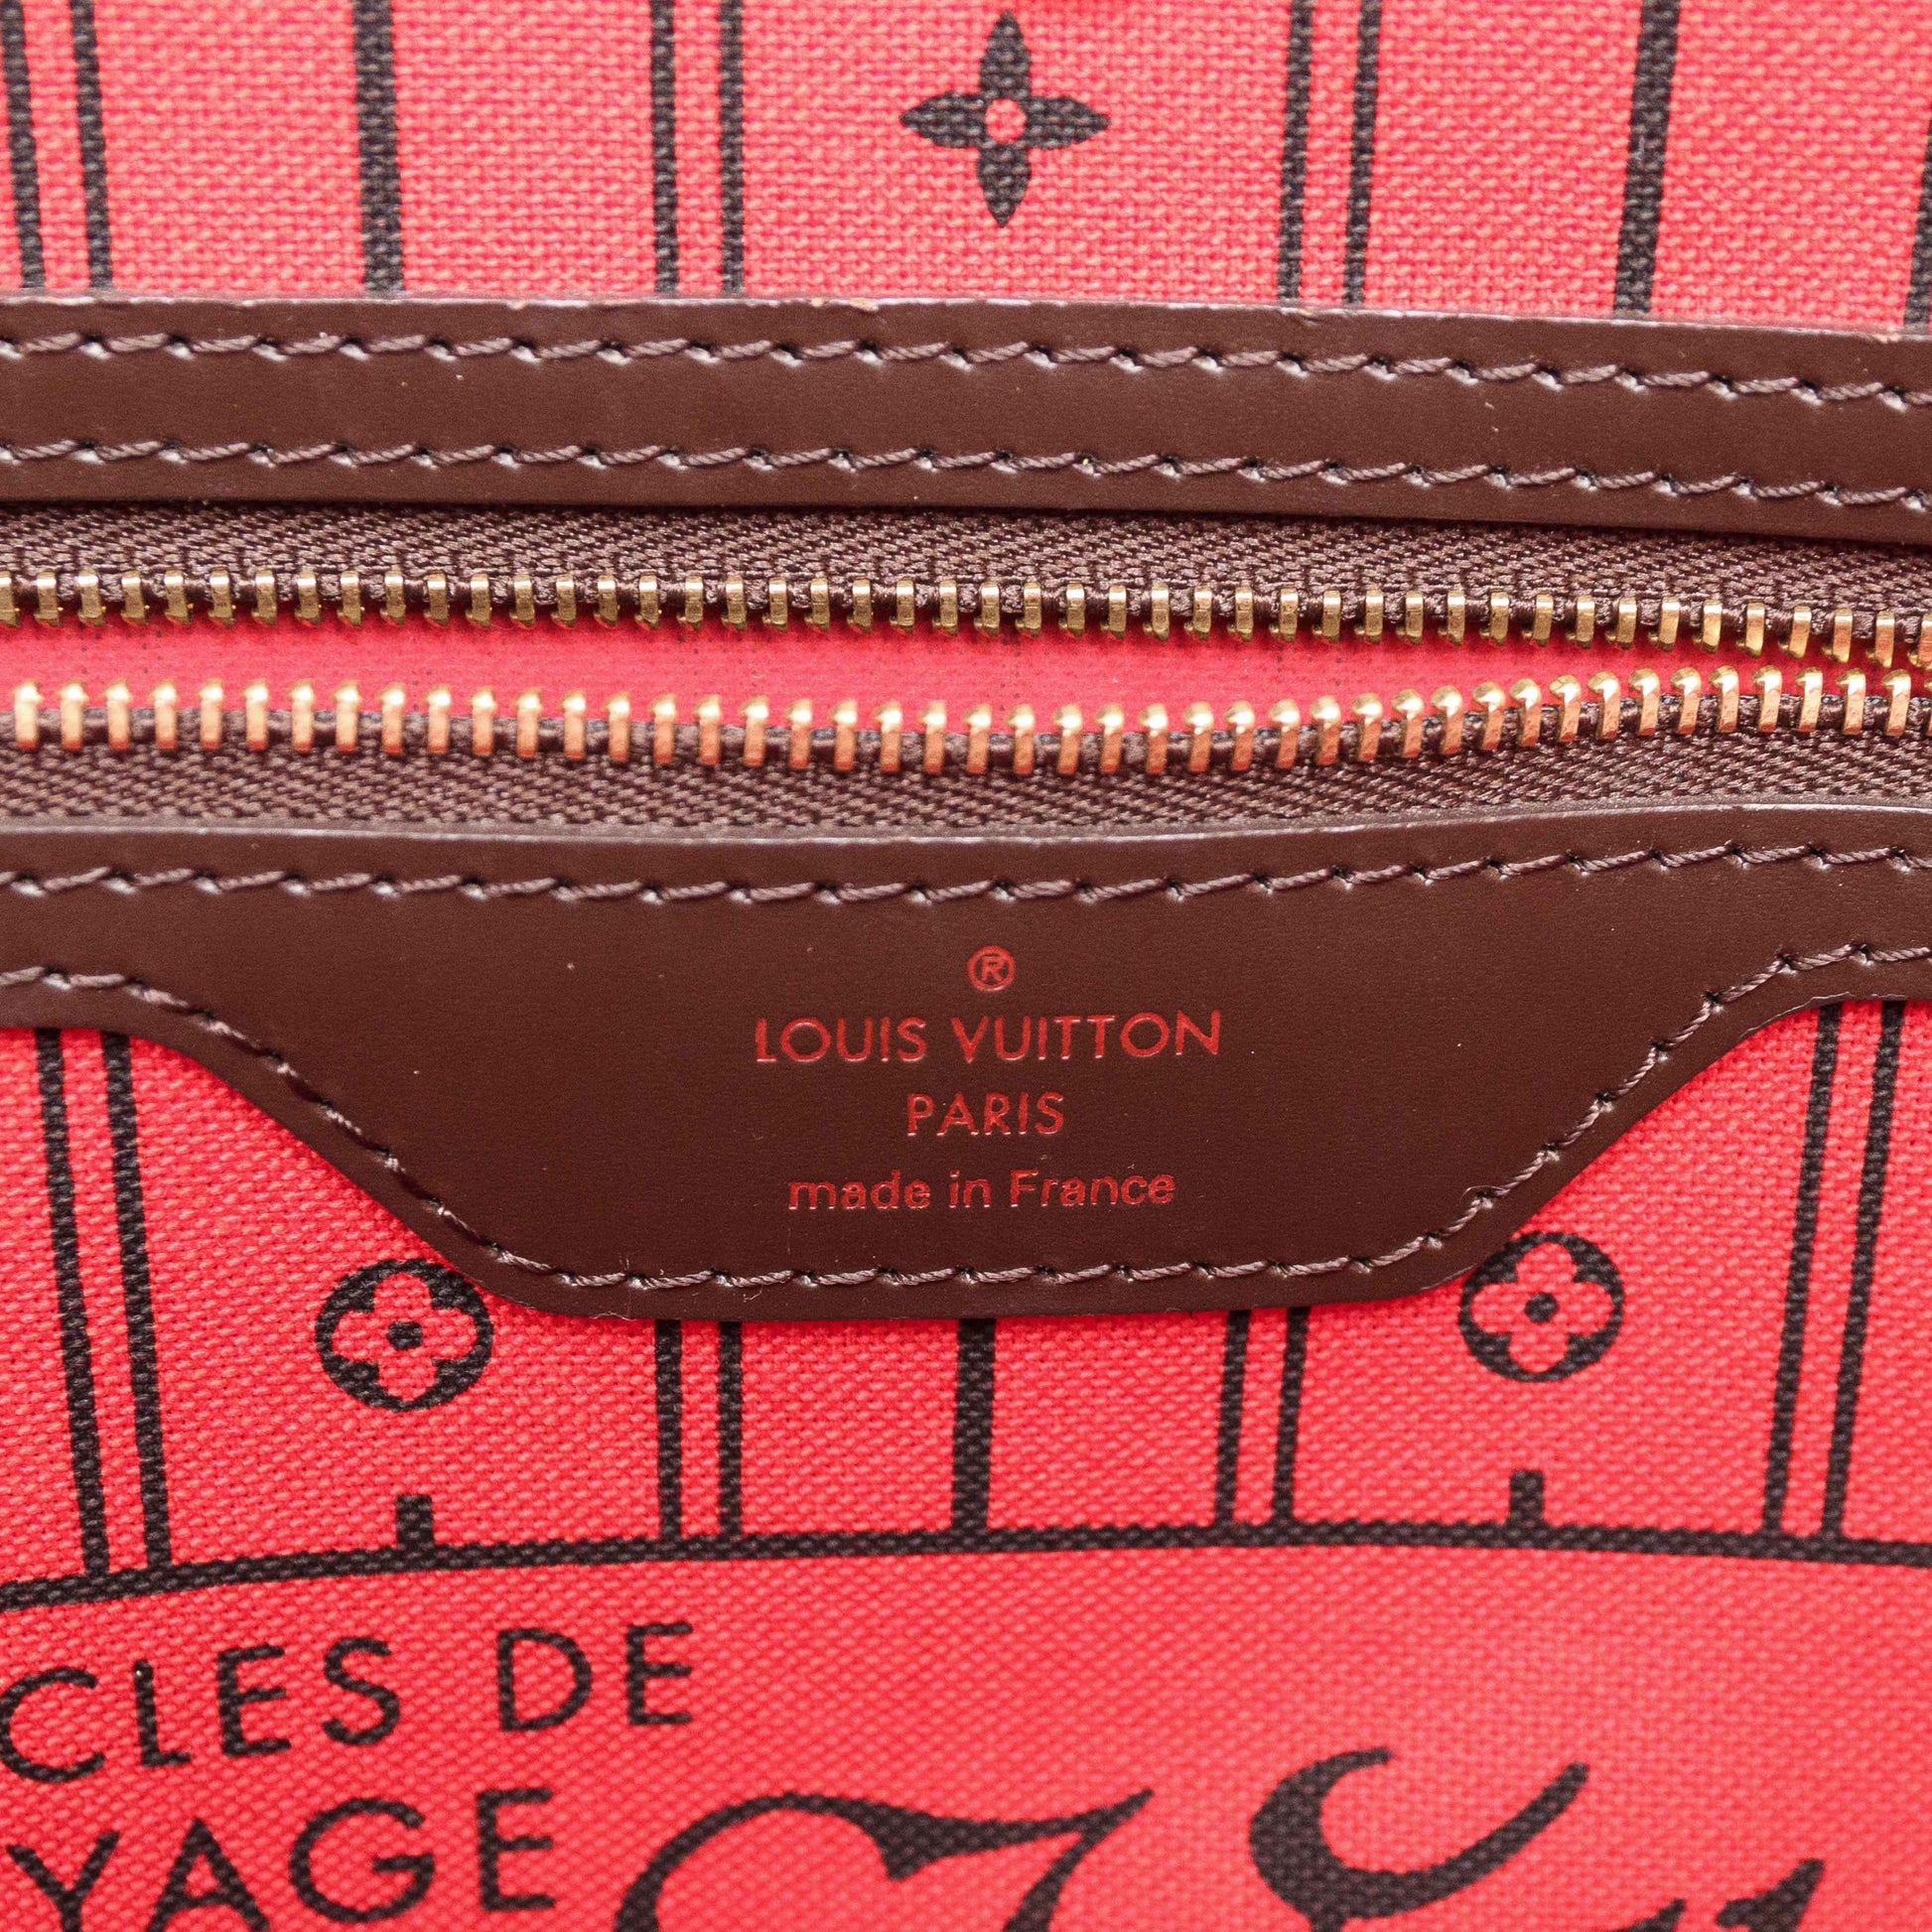 ®
LOUIS VUITTON
PARIS
made in France
CLES DE
YAGE